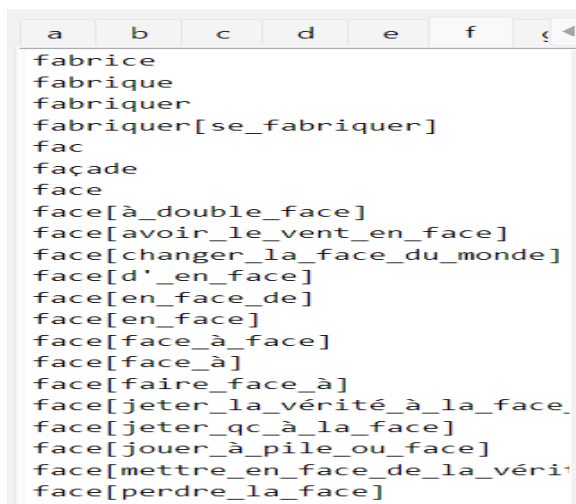 a b c d e f
fabrice
fabrique
fabriquer
fabriquer[se_fabriquer]
fac
façade
face
face[à_double_face]
face[avoir_le_vent_en_face]
face[changer_la_face_du_monde]
face[d'_en_face]
face[en_face_de]
face[en_face]
face[face_à_face]
face[face_à]
face[faire_face_à]
face[jeter_la_vérité_à_la_face_
face[jeter_qc_à_la_face]
face[jouer_à_pile_ou_face]
face[mettre_en_face_de_la_vérit
face[perdre_la_face]